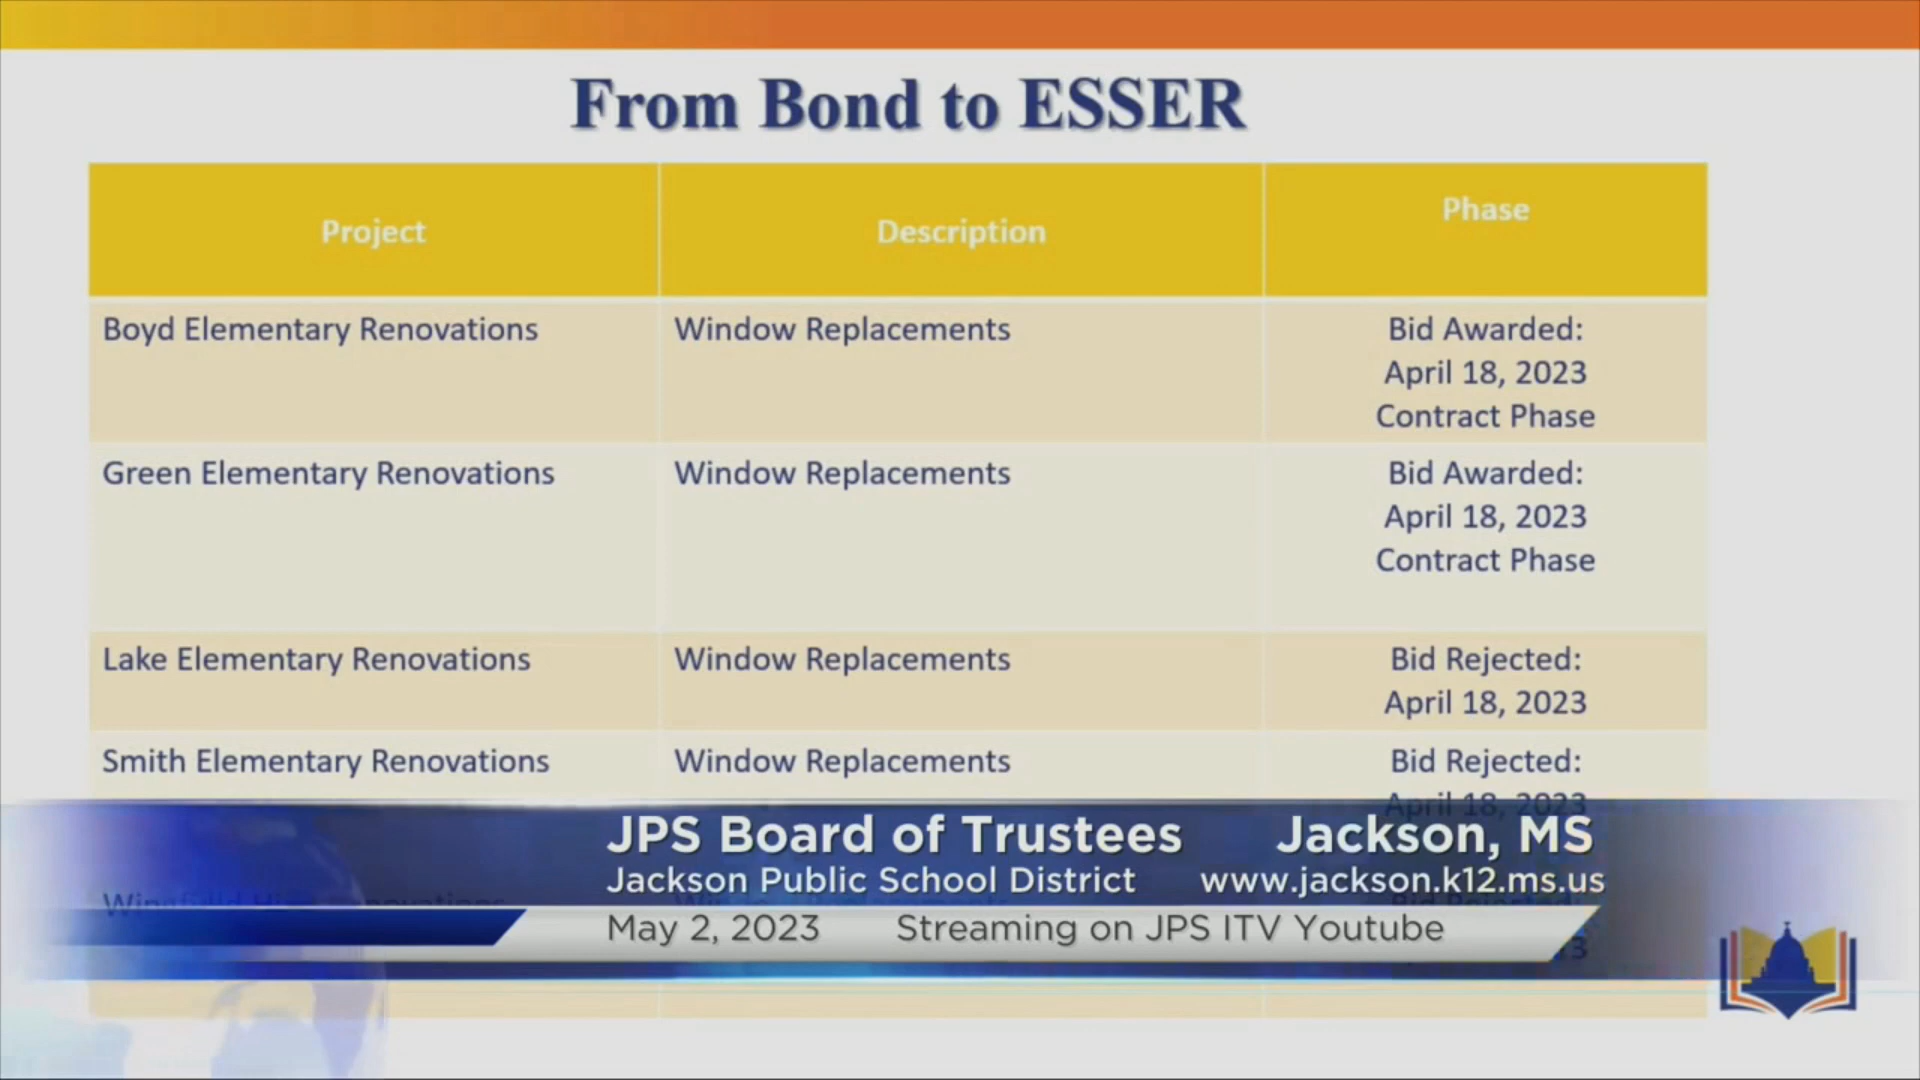 From Bond to ESSER
Project Description Phase
Boyd Elementary Renovations Window Replacements Bid Awarded:
April 18, 2023
Contract Phase
Green Elementary Renovations Window Replacements Bid Awarded:
April 18, 2023
Contract Phase
Lake Elementary Renovations Window Replacements Bid Rejected:
April 18, 2023
Smith Elementary Renovations Window Replacements Bid Rejected:
April 18, 2023
JPS Board of Trustees Jackson, MS
Jackson Public School District www.jackson.k12.ms.us
May 2, 2023 Streaming on JPS ITV Youtube